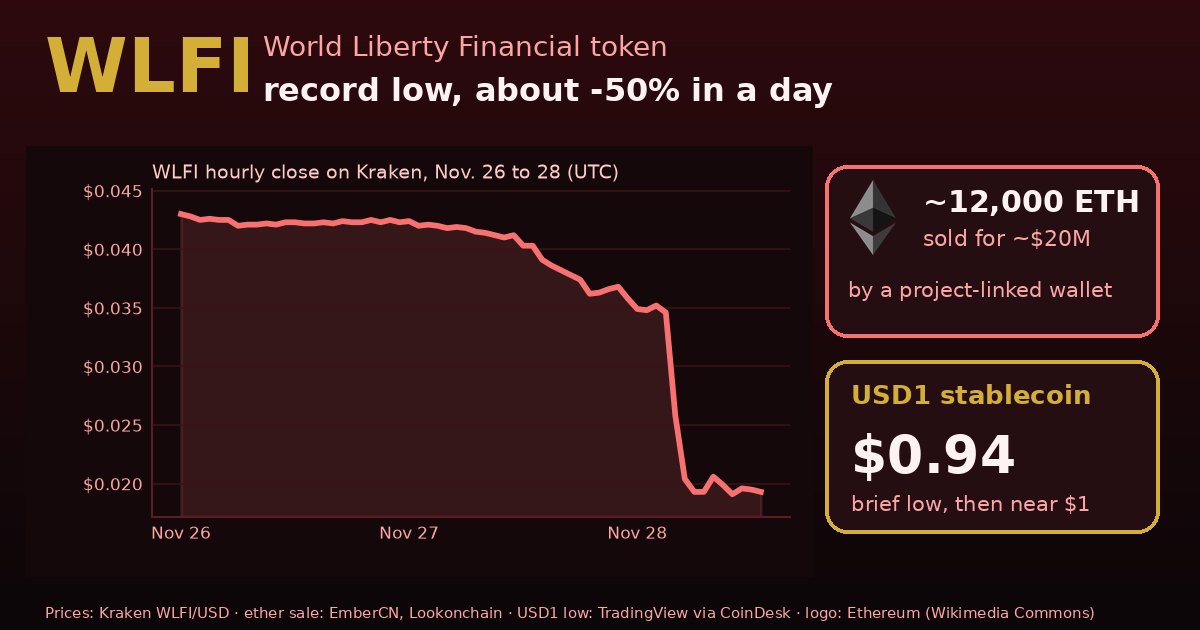 WLFI
World Liberty Financial token
record low, about -50% in a day
WLFI hourly close on Kraken, Nov. 26 to 28 (UTC)
$0.045
$0.040
$0.035
$0.030
$0.025
$0.020
Nov 26
Nov 27
Nov 28
~12,000 ETH
sold for ~$20M
by a project-linked wallet
USD1 stablecoin
$0.94
brief low, then near $1
Prices: Kraken WLFI/USD · ether sale: EmberCN, Lookonchain · USD1 low: TradingView via CoinDesk · logo: Ethereum (Wikimedia Commons)